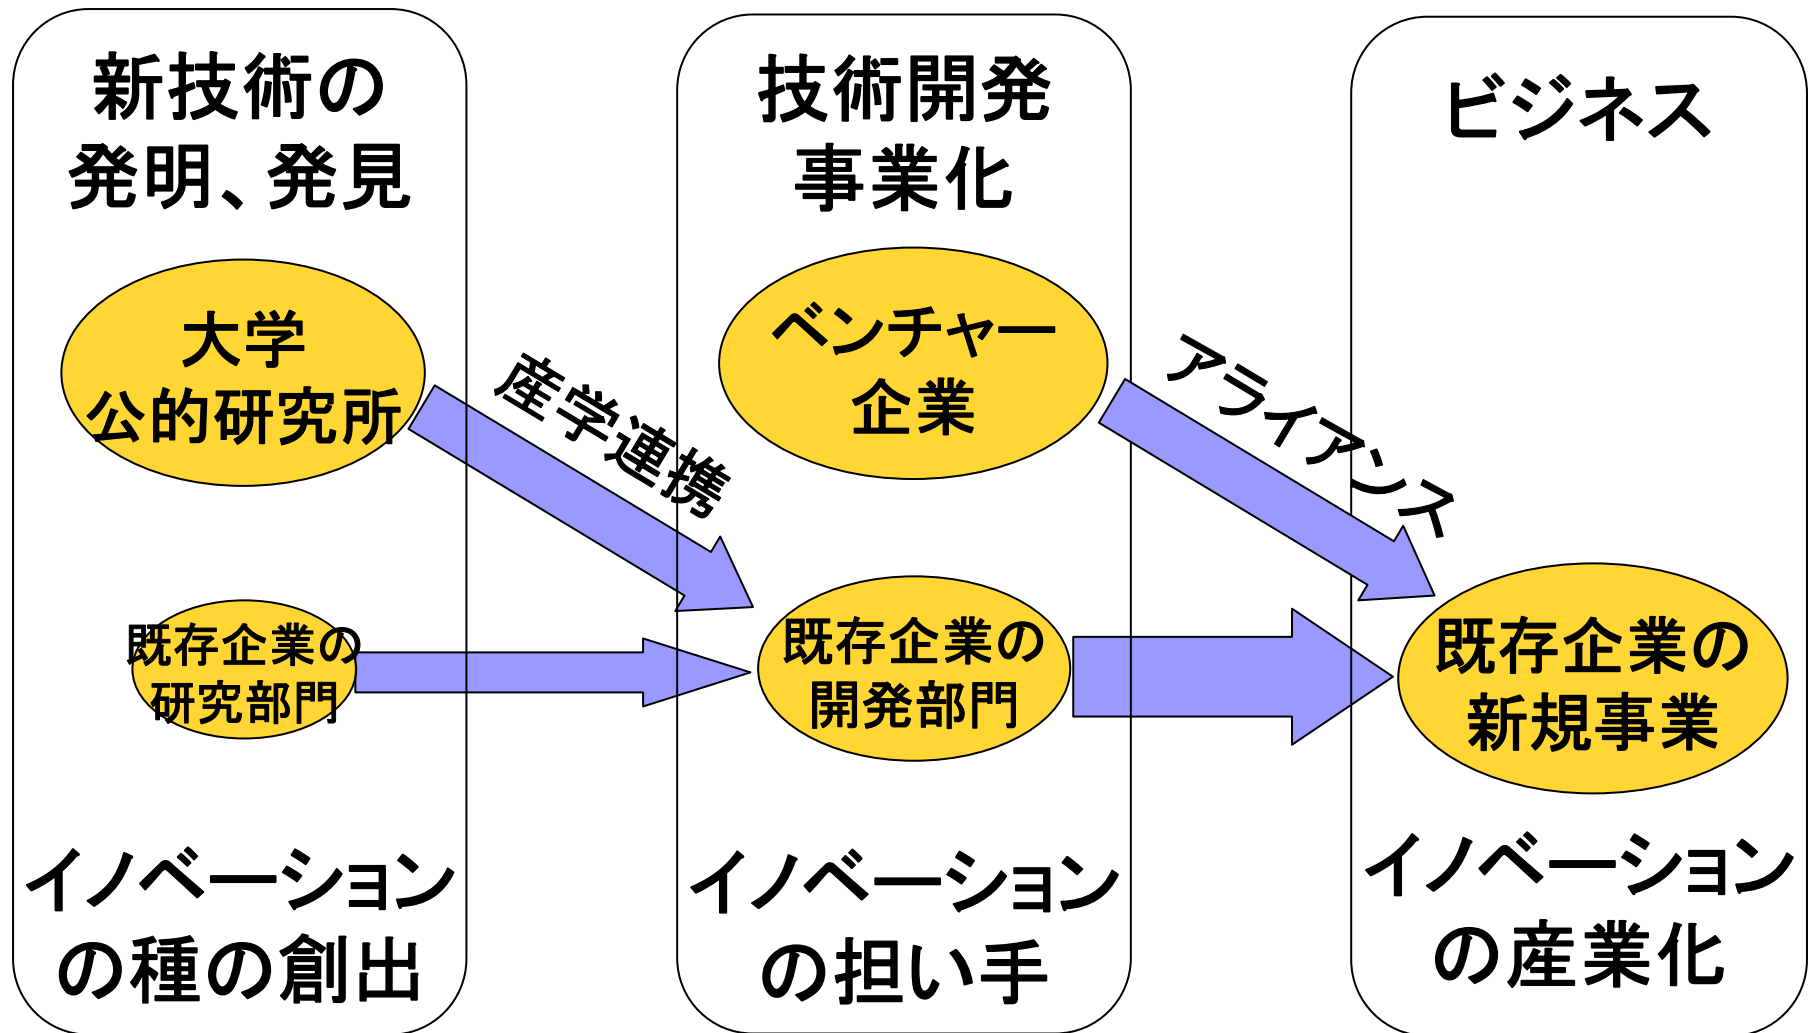 新技術の
発明、発見
大学
公的研究所
既存企業の
研究部門
イノベーション
の種の創出
産学連携
技術開発
事業化
ベンチャー
企業
既存企業の
開発部門
イノベーション
の担い手
アライアンス
ビジネス
既存企業の
新規事業
イノベーション
の産業化